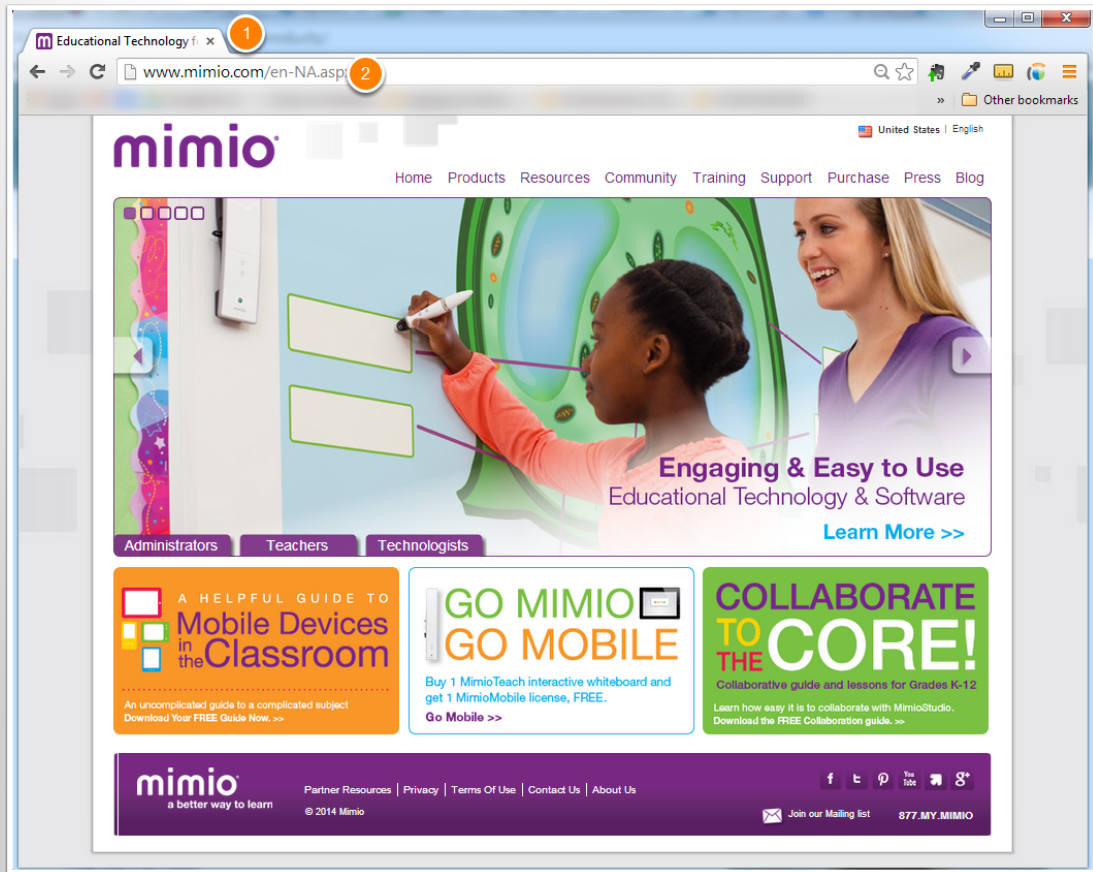 Educational Technology f
1
www.mimio.com/en-NA.asp
2
Other bookmarks
mimio
United States | English
Home Products Resources Community Training Support Purchase Press Blog
Engaging & Easy to Use
Educational Technology & Software
Learn More >>
Administrators Teachers Technologists
A HELPFUL GUIDE TO
Mobile Devices
in
the Classroom
An uncomplicated guide to a complicated subject
Download Your FREE Guide Now. >>
GO MIMIO
GO MOBILE
Buy 1 MimioTeach interactive whiteboard and
get 1 MimioMobile license, FREE.
Go Mobile >>
COLLABORATE
TO
THE CORE!
Collaborative guide and lessons for Grades K-12
Learn how easy it is to collaborate with MimioStudio.
Download the FREE Collaboration guide. >>
mimio
a better way to learn
Partner Resources | Privacy | Terms Of Use | Contact Us | About Us
© 2014 Mimio
You Tube
Join our Mailing list 877.MY.MIMIO